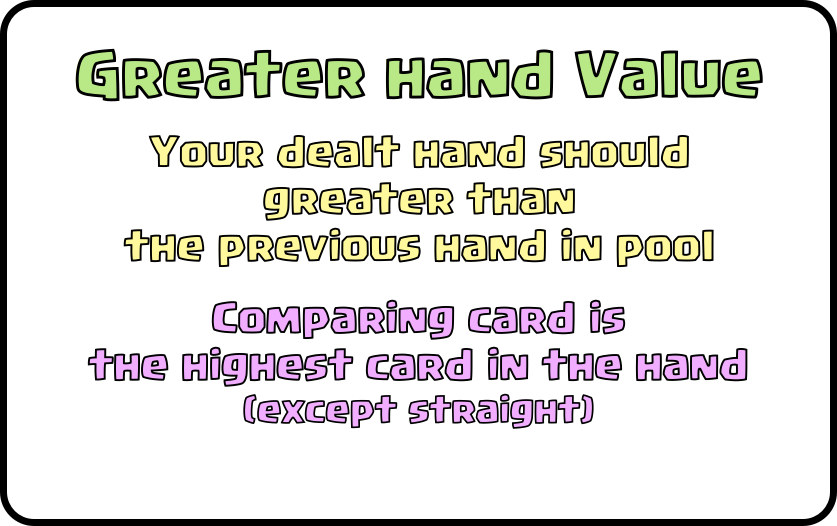 Greater hand Value
Your dealt hand should
greater than
the previous hand in pool
Comparing card is
the highest card in the hand
(except straight)